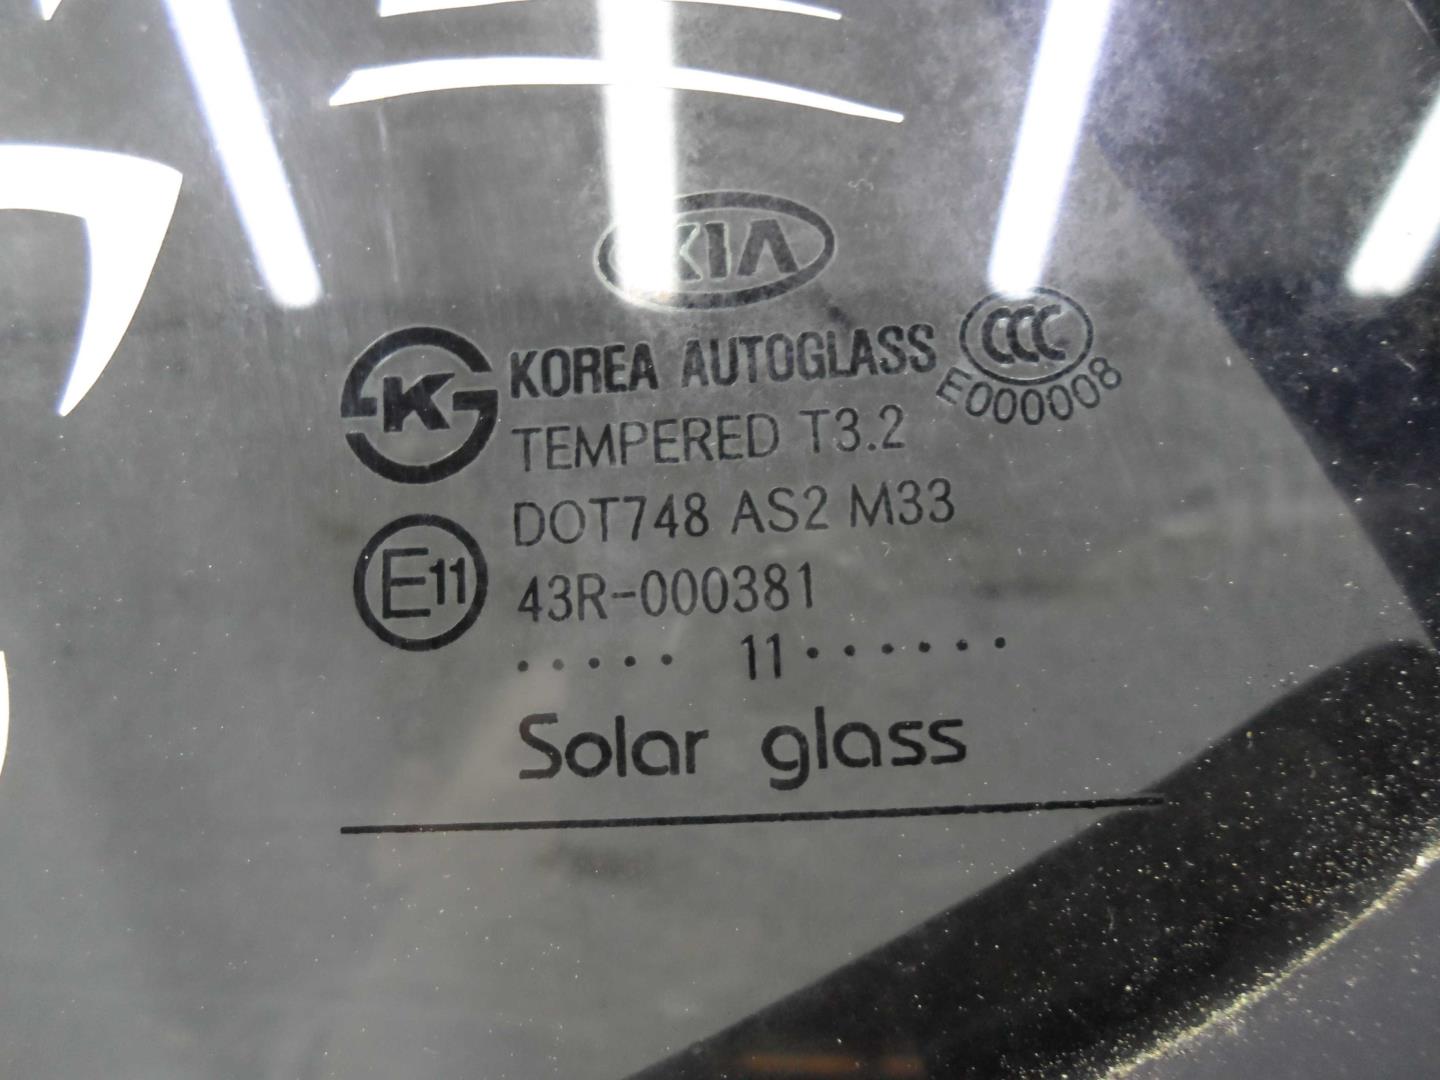 KIA
KOREA AUTOGLASS
CCC
E000008
K
TEMPERED T3.2
DOT748 AS2 M33
E11
43R-000381
..... 11 ......
Solar glass